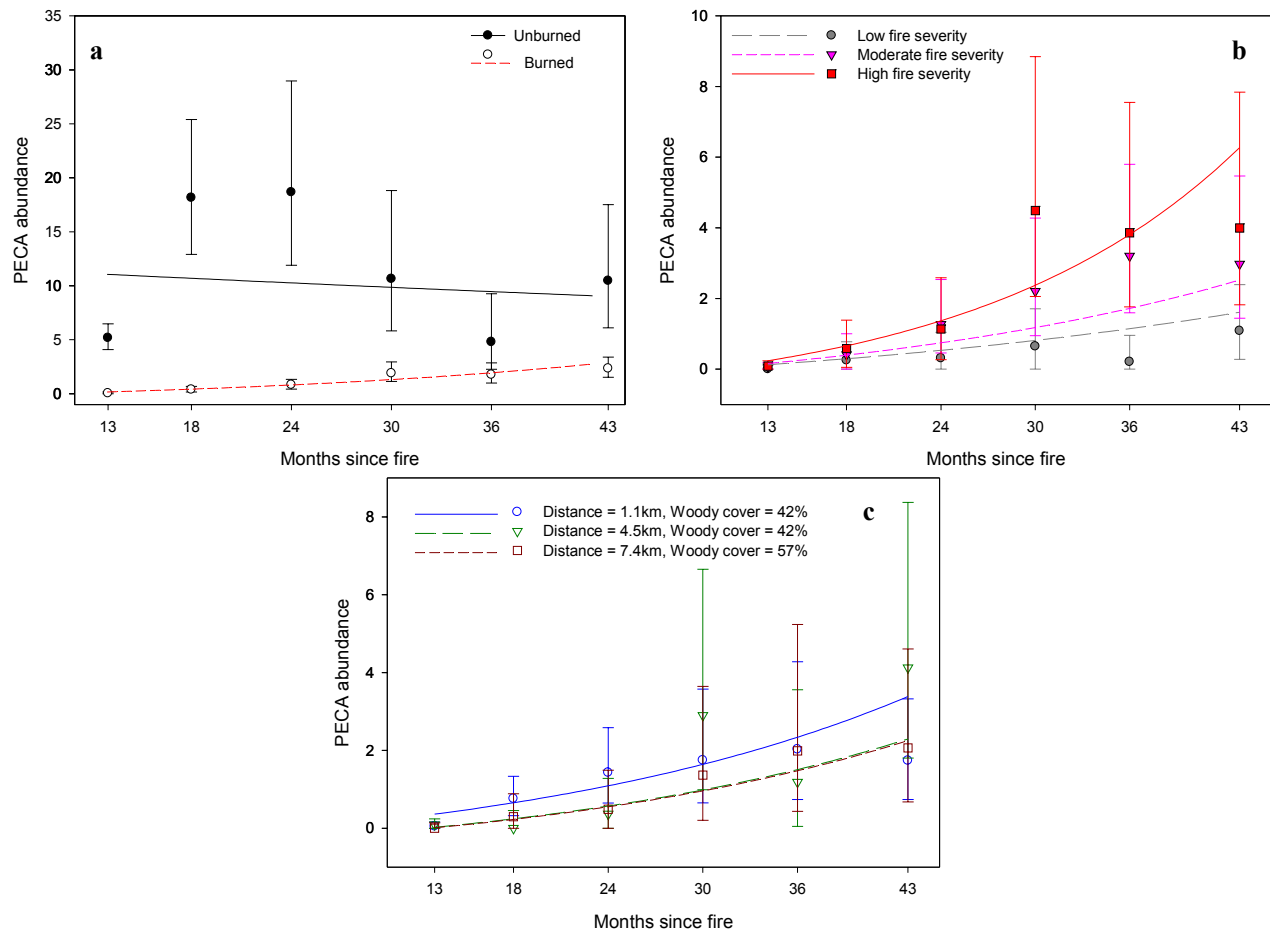 a
Unburned
Burned
35
30
25
20
15
10
5
0
PECA abundance
13 18 24 30 36 43
Months since fire
b
Low fire severity
Moderate fire severity
High fire severity
10
8
6
4
2
0
PECA abundance
13 18 24 30 36 43
Months since fire
c
Distance = 1.1km, Woody cover = 42%
Distance = 4.5km, Woody cover = 42%
Distance = 7.4km, Woody cover = 57%
8
6
4
2
0
PECA abundance
13 18 24 30 36 43
Months since fire